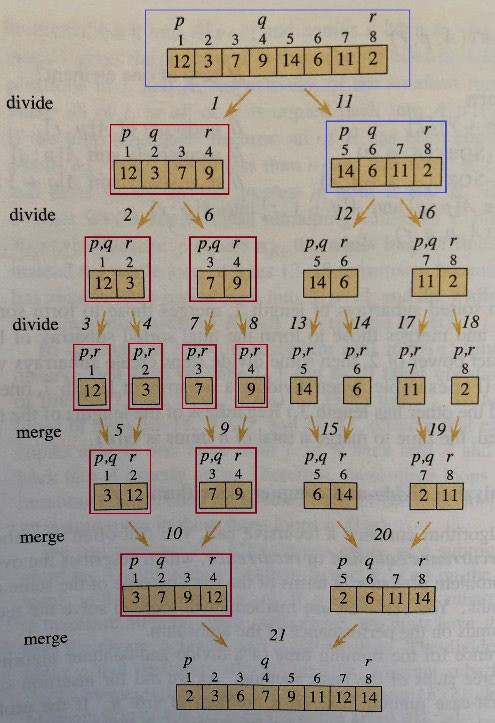 p q r
1 2 3 4 5 6 7 8
12 3 7 9 14 6 11 2
divide 1 11
p q r p q r
1 2 3 4 5 6 7 8
12 3 7 9 14 6 11 2
divide 2 6 12 16
p,q r p,q r p,q r p,q r
1 2 3 4 5 6 7 8
12 3 7 9 14 6 11 2
divide 3 4 7 8 13 14 17 18
p,r p,r p,r p,r p,r p,r p,r p,r
1 2 3 4 5 6 7 8
12 3 7 9 14 6 11 2
merge 5 9 15 19
p,q r p,q r p,q r p,q r
1 2 3 4 5 6 7 8
3 12 7 9 6 14 2 11
merge 10 20
p q r p q r
1 2 3 4 5 6 7 8
3 7 9 12 2 6 11 14
merge 21
p q r
1 2 3 4 5 6 7 8
2 3 6 7 9 11 12 14